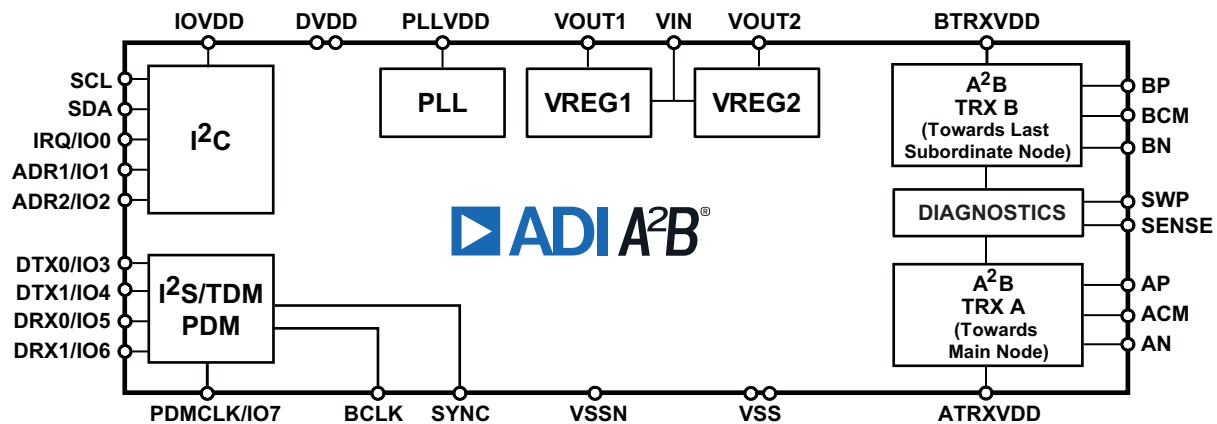 IOVDD DVDD PLLVDD VOUT1 VIN VOUT2 BTRXVDD
SCL
SDA
IRQ/IO0
ADR1/IO1
ADR2/IO2
I²C
PLL
VREG1
VREG2
A²B
TRX B
(Towards Last
Subordinate Node)
BP
BCM
BN
DIAGNOSTICS
SWP
SENSE
ADI A²B®
DTX0/IO3
DTX1/IO4
DRX0/IO5
DRX1/IO6
I²S/TDM
PDM
A²B
TRX A
(Towards
Main Node)
AP
ACM
AN
PDMCLK/IO7 BCLK SYNC VSSN VSS ATRXVDD